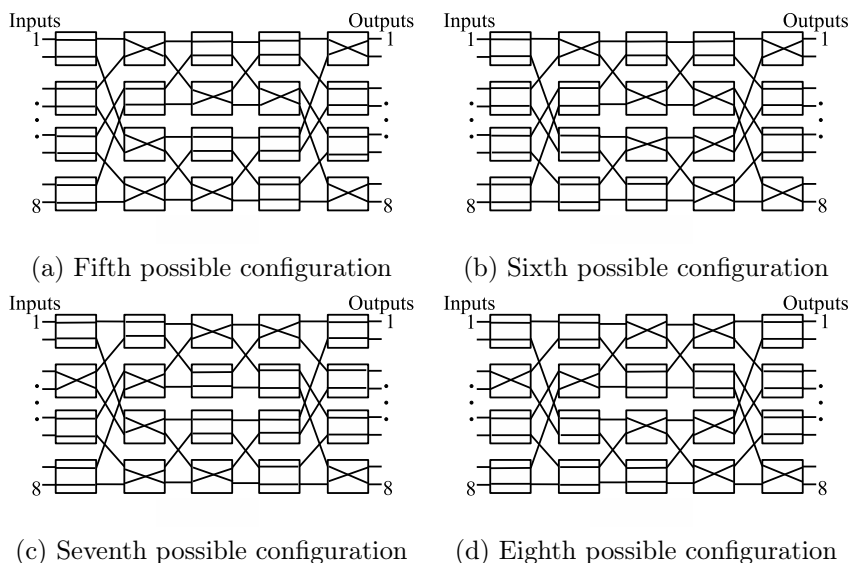 Inputs Outputs Inputs Outputs
1 1 1 1
8 8 8 8
(a) Fifth possible configuration (b) Sixth possible configuration
Inputs Outputs Inputs Outputs
1 1 1 1
8 8 8 8
(c) Seventh possible configuration (d) Eighth possible configuration